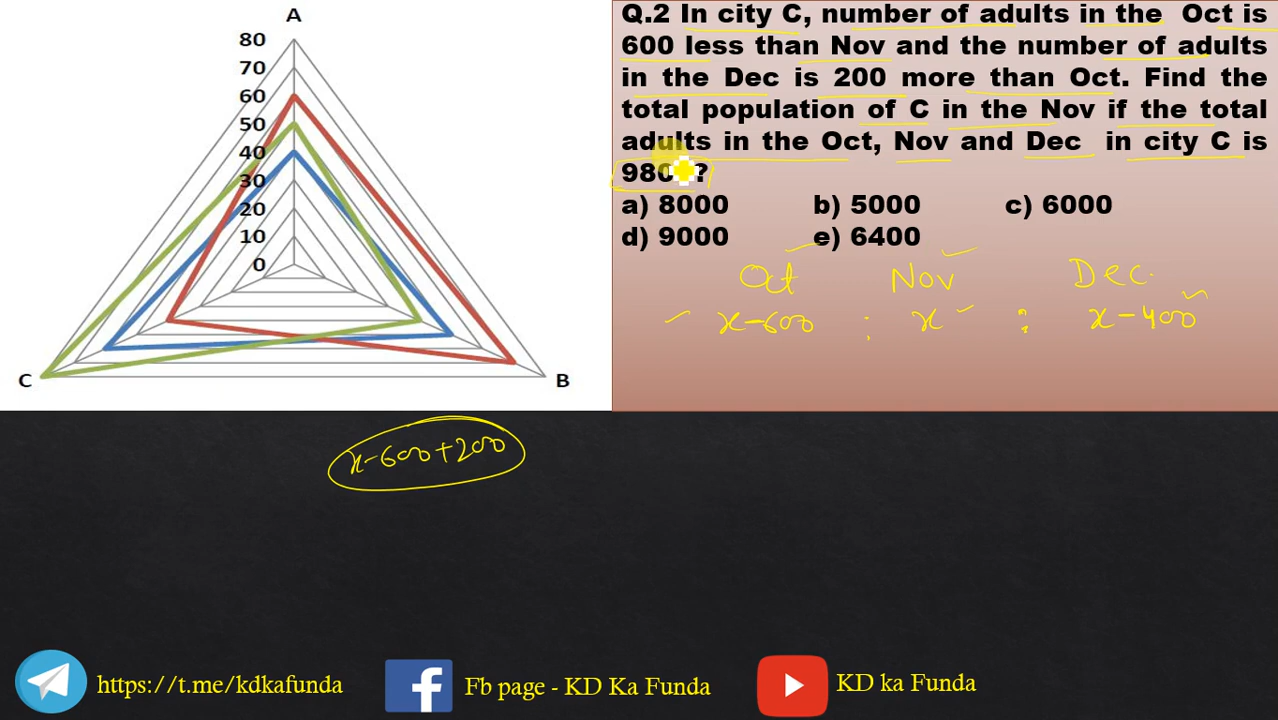 A
80
70
60
50
40
30
20
10
0
C
B
Q.2 In city C, number of adults in the Oct is
600 less than Nov and the number of adults
in the Dec is 200 more than Oct. Find the
total population of C in the Nov if the total
adults in the Oct, Nov and Dec in city C is
?
a) 8000 b) 5000 c) 6000
d) 9000 e) 6400
Oct Nov Dec.
x-600 : x : x-400
x-600+200
https://t.me/kdkafunda
Fb page - KD Ka Funda
KD ka Funda